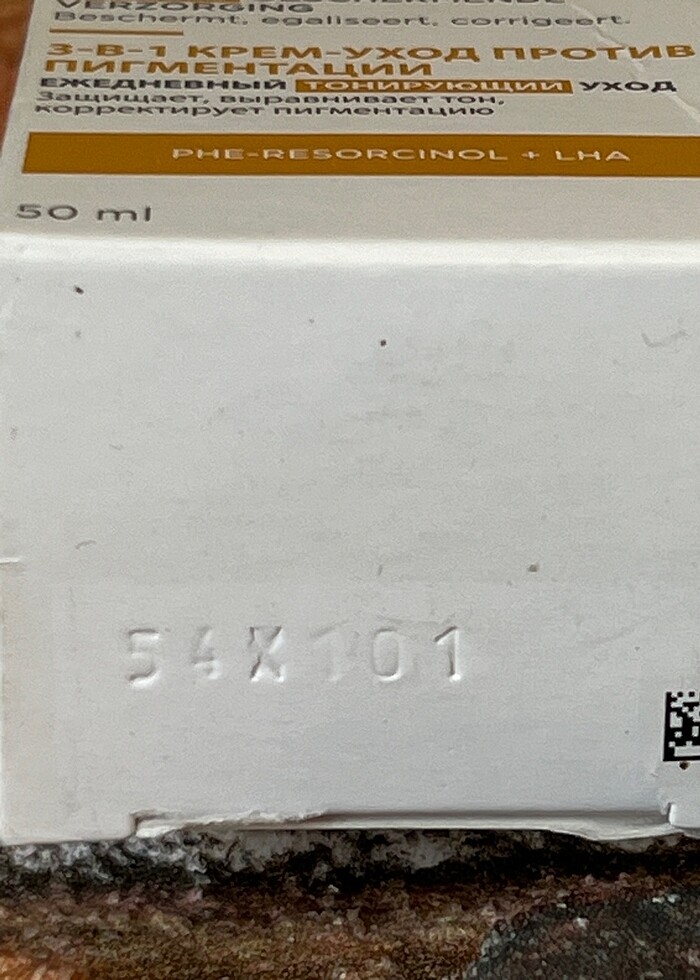 VERZORGING
Beschermt, egaliseert, corrigeert.
3-В-1 КРЕМ-УХОД ПРОТИВ
ПИГМЕНТАЦИИ
ЕЖЕДНЕВНЫЙ ТОНИРУЮЩИЙ УХОД
Защищает, выравнивает тон,
корректирует пигментацию
PHE-RESORCINOL + LHA
50 ml
54X101